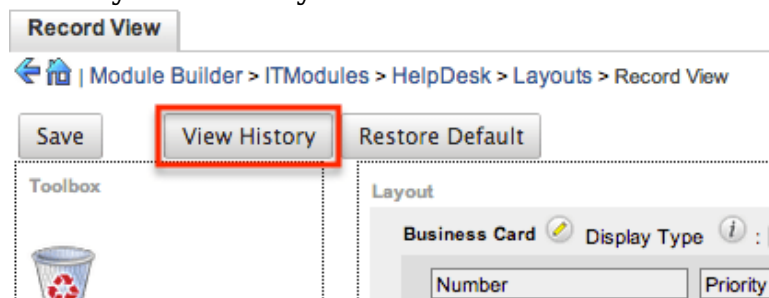 Record View
| Module Builder > ITModules > HelpDesk > Layouts > Record View
Save View History Restore Default
Toolbox
Layout
Business Card Display Type i :
Number Priority